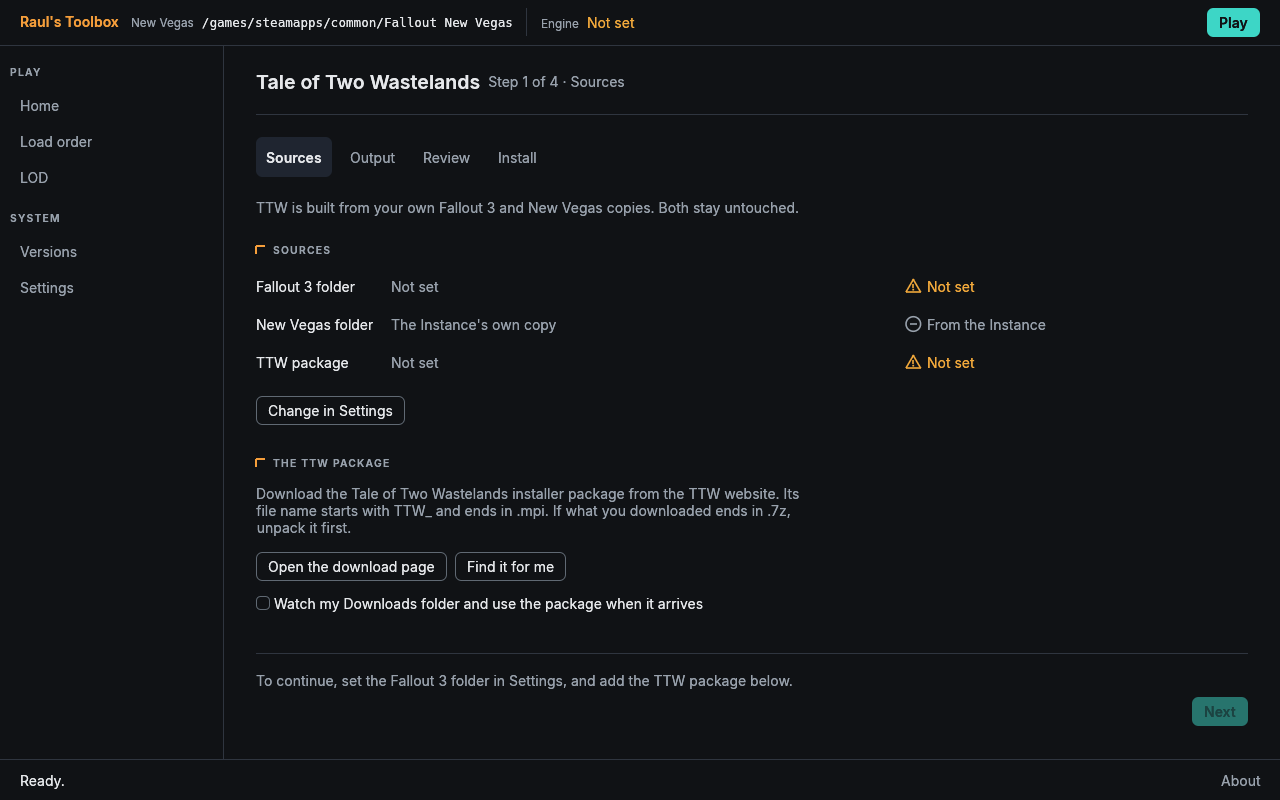 Raul's Toolbox New Vegas /games/steamapps/common/Fallout New Vegas Engine Not set Play
PLAY
Home
Load order
LOD
SYSTEM
Versions
Settings
Tale of Two Wastelands Step 1 of 4 · Sources
Sources Output Review Install
TTW is built from your own Fallout 3 and New Vegas copies. Both stay untouched.
SOURCES
Fallout 3 folder Not set Not set
New Vegas folder The Instance's own copy From the Instance
TTW package Not set Not set
Change in Settings
THE TTW PACKAGE
Download the Tale of Two Wastelands installer package from the TTW website. Its
file name starts with TTW_ and ends in .mpi. If what you downloaded ends in .7z,
unpack it first.
Open the download page Find it for me
Watch my Downloads folder and use the package when it arrives
To continue, set the Fallout 3 folder in Settings, and add the TTW package below.
Next
Ready. About